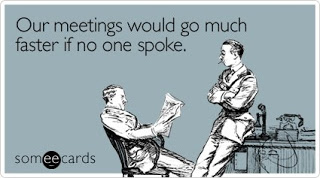 Our meetings would go much
faster if no one spoke.
someecards